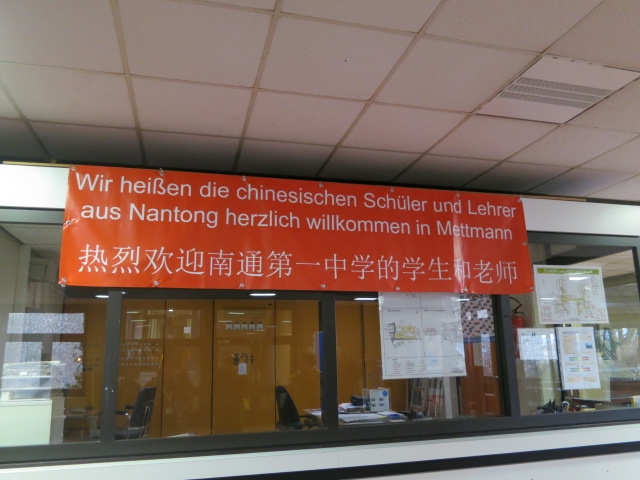 Wir heißen die chinesischen Schüler und Lehrer
aus Nantong herzlich willkommen in Mettmann
热烈欢迎南通第一中学的学生和老师